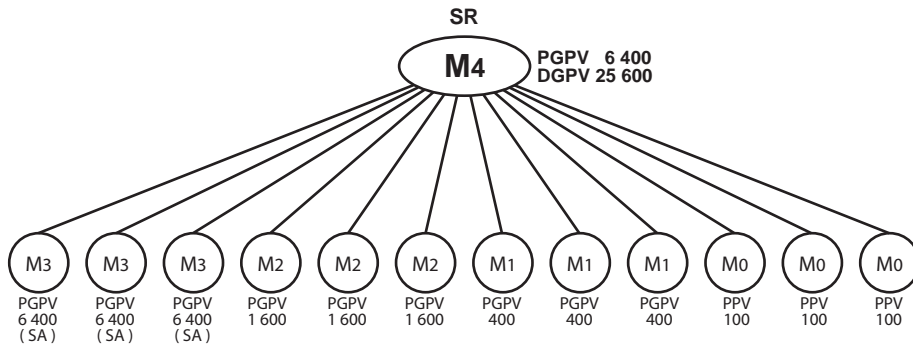 SR
M4
PGPV 6 400
DGPV 25 600
M3 M3 M3 M2 M2 M2 M1 M1 M1 M0 M0 M0
PGPV PGPV PGPV PGPV PGPV PGPV PGPV PGPV PGPV PPV PPV PPV
6 400 6 400 6 400 1 600 1 600 1 600 400 400 400 100 100 100
( SA ) ( SA ) ( SA )